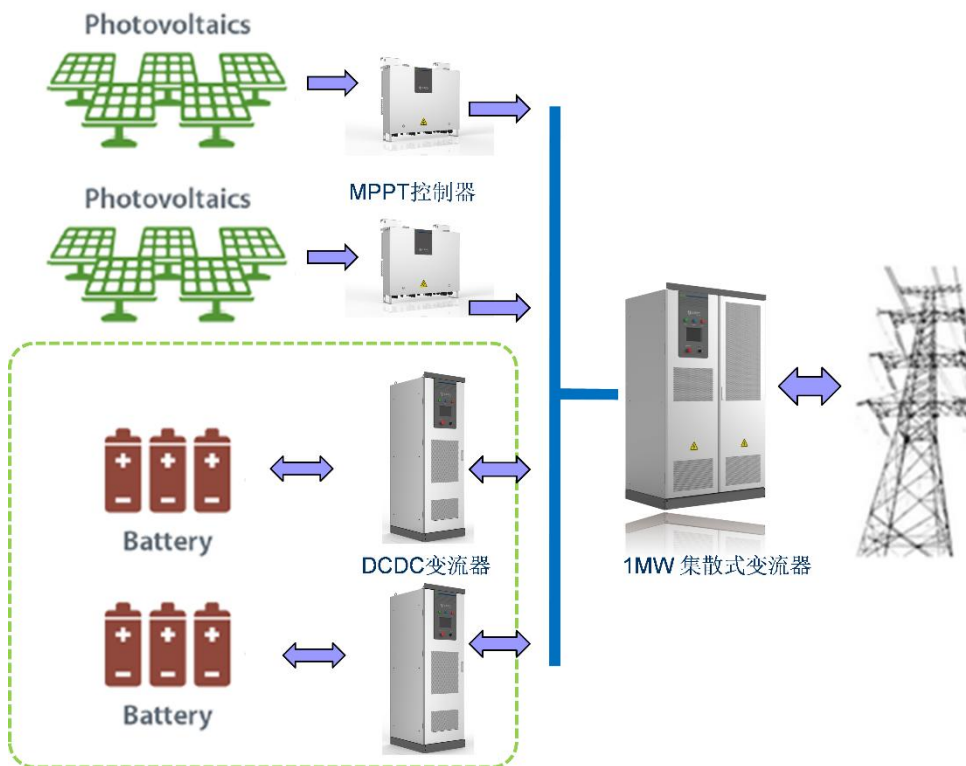 Photovoltaics
MPPT控制器
Photovoltaics
Battery
DCDC变流器
1MW 集散式变流器
Battery